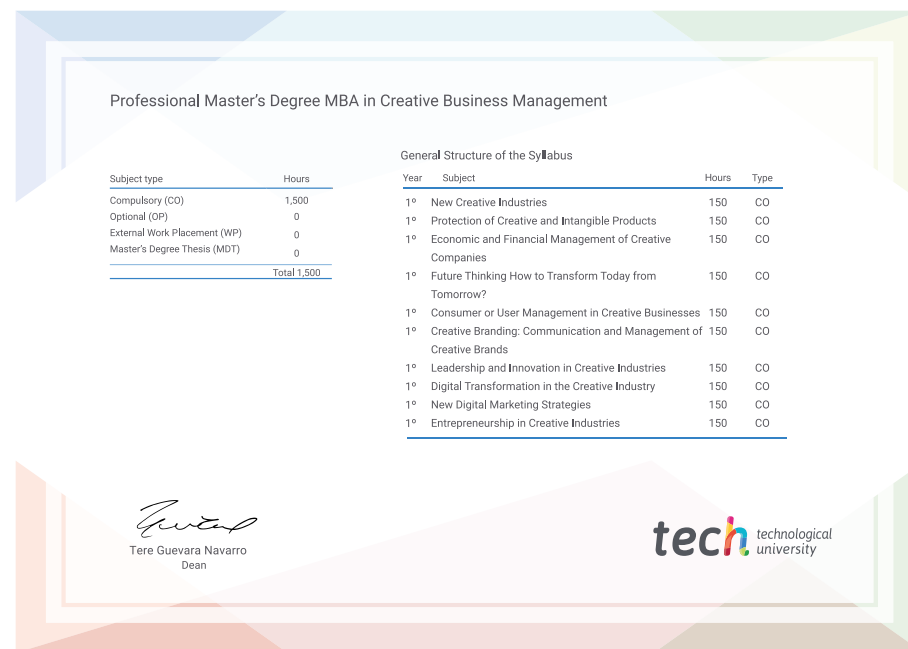 Professional Master's Degree MBA in Creative Business Management
Subject type Hours
Compulsory (CO) 1,500
Optional (OP) 0
External Work Placement (WP) 0
Master's Degree Thesis (MDT) 0
Total 1,500
General Structure of the Syllabus
Year Subject Hours Type
1º New Creative Industries 150 CO
1º Protection of Creative and Intangible Products 150 CO
1º Economic and Financial Management of Creative 150 CO
Companies
1º Future Thinking How to Transform Today from 150 CO
Tomorrow?
1º Consumer or User Management in Creative Businesses 150 CO
1º Creative Branding: Communication and Management of 150 CO
Creative Brands
1º Leadership and Innovation in Creative Industries 150 CO
1º Digital Transformation in the Creative Industry 150 CO
1º New Digital Marketing Strategies 150 CO
1º Entrepreneurship in Creative Industries 150 CO
Tere Guevara Navarro
Dean
tech technological
university